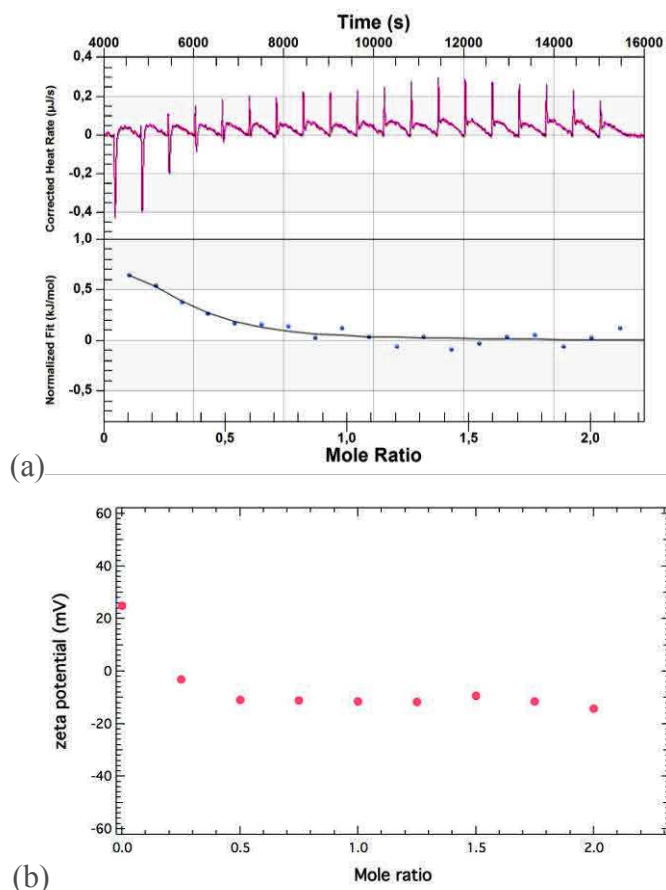 Time (s)
4000 6000 8000 10000 12000 14000 16000
Corrected Heat Rate (µJ/s)
0,4
0,2
0
-0,2
-0,4
Normalized Fit (kJ/mol)
1,0
0,5
0
-0,5
0 0,5 1,0 1,5 2,0
Mole Ratio
(a)
zeta potential (mV)
60
40
20
0
-20
-40
-60
0.0 0.5 1.0 1.5 2.0
Mole ratio
(b)